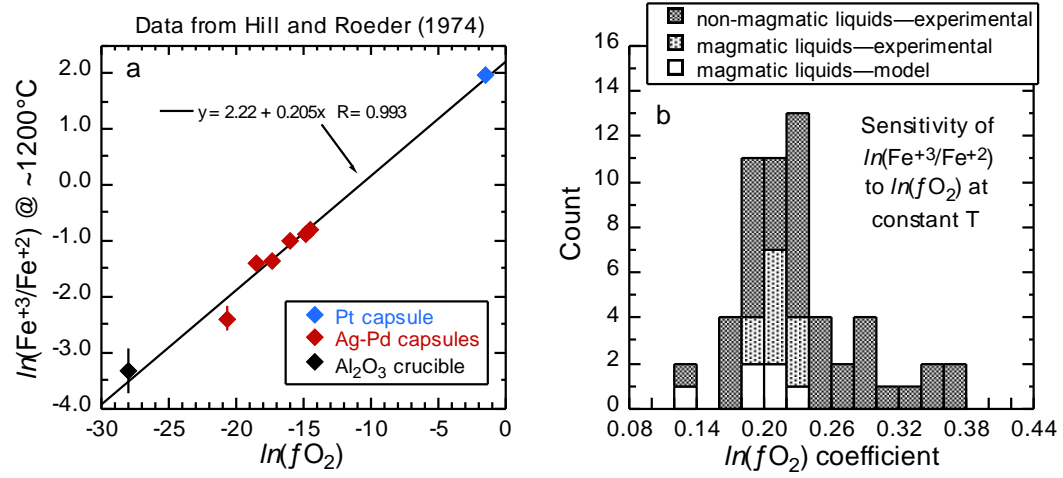 Data from Hill and Roeder (1974)
a
y = 2.22 + 0.205x R= 0.993
ln(Fe+3/Fe+2) @ ~1200°C
2.0
1.0
0.0
-1.0
-2.0
-3.0
-4.0
Pt capsule
Ag-Pd capsules
Al2O3 crucible
-30 -25 -20 -15 -10 -5 0
ln(fO2)
non-magmatic liquids—experimental
magmatic liquids—experimental
magmatic liquids—model
b
Sensitivity of
ln(Fe+3/Fe+2)
to ln(fO2) at
constant T
Count
16
14
12
10
8
6
4
2
0
0.08 0.14 0.20 0.26 0.32 0.38 0.44
ln(fO2) coefficient